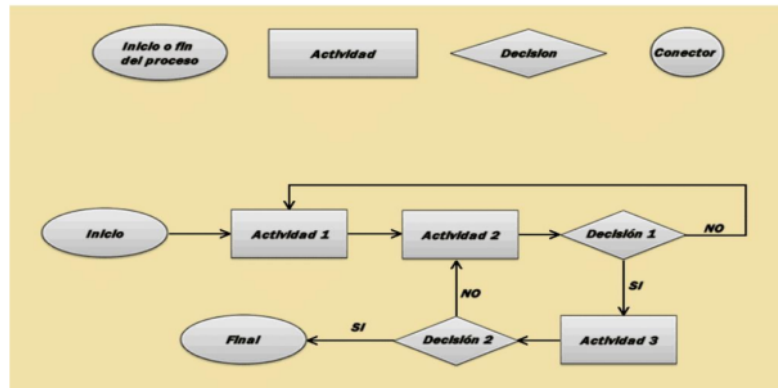 Inicio o fin
del proceso
Actividad
Decision
Conector
Inicio
Actividad 1
Actividad 2
Decisión 1
NO
SI
NO
Actividad 3
Decisión 2
SI
Final